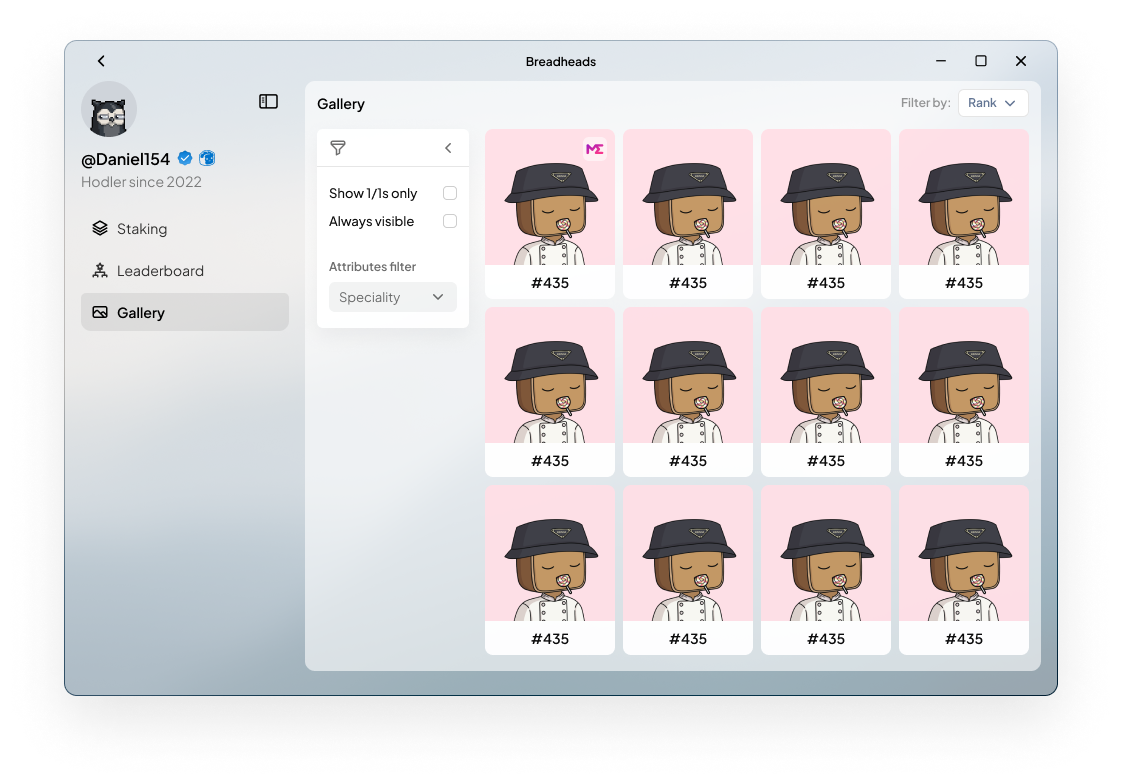 Breadheads
@Daniel154
Hodler since 2022
Staking
Leaderboard
Gallery
Gallery
Filter by: Rank
Show 1/1s only
Always visible
Attributes filter
Speciality
ME
#435 #435 #435 #435
#435 #435 #435 #435
#435 #435 #435 #435